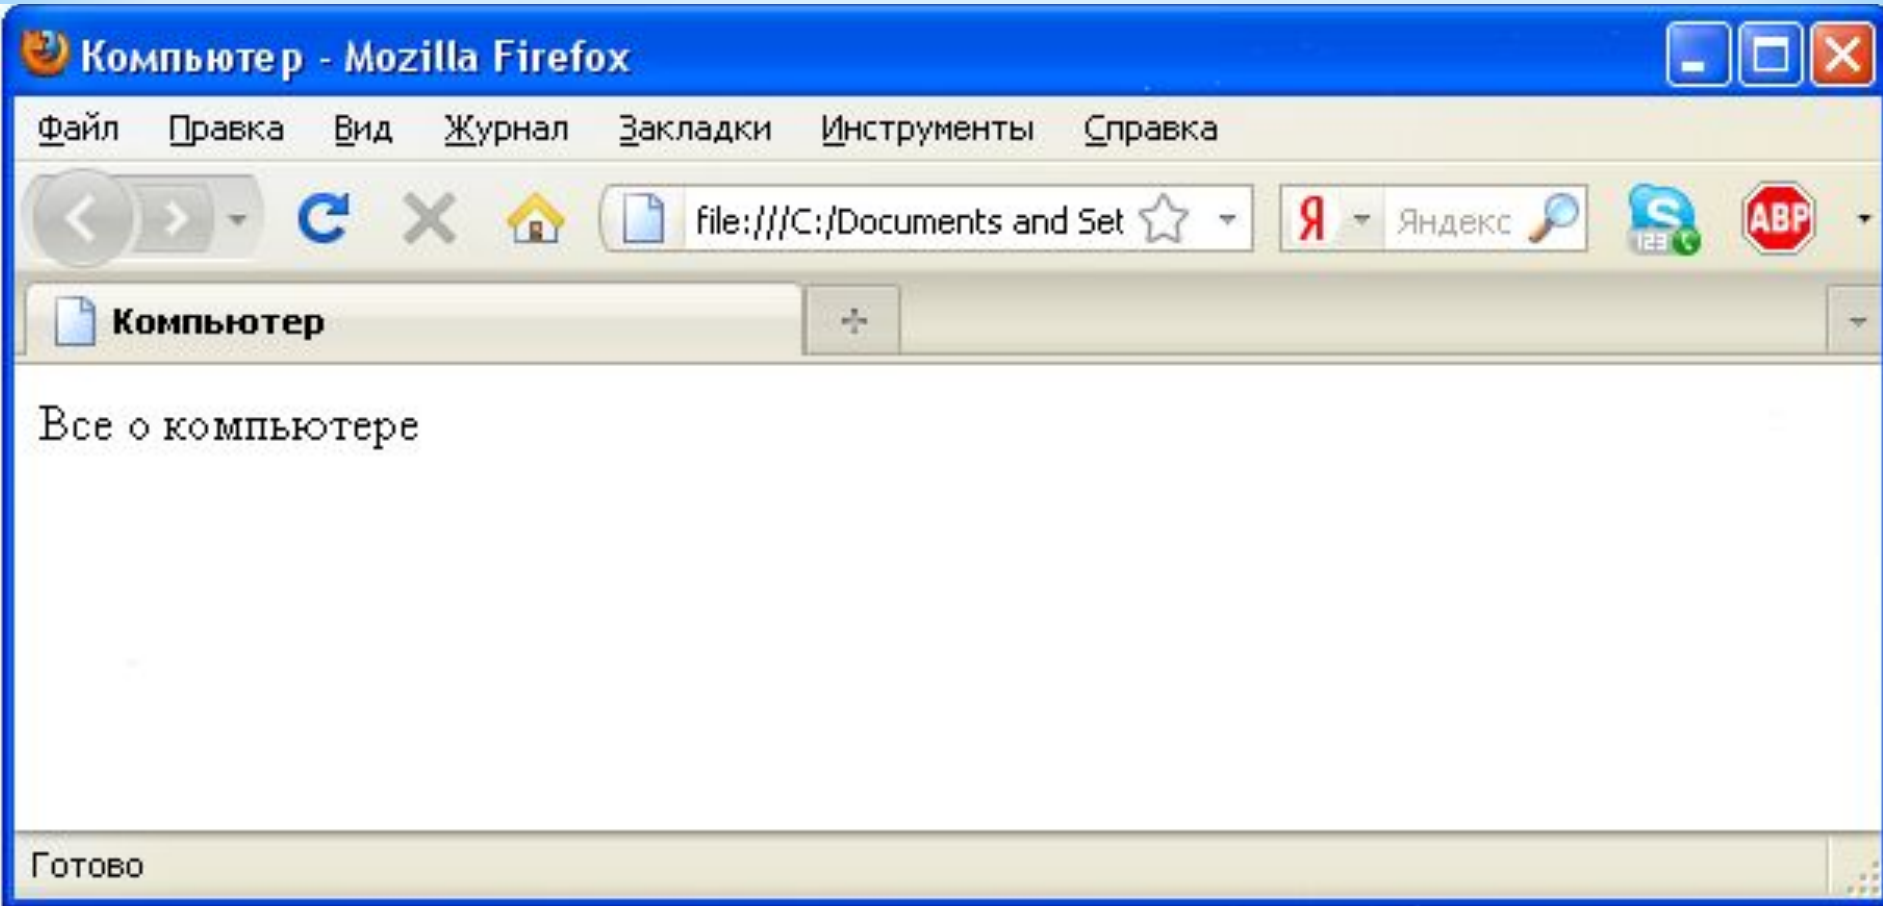 Компьютер - Mozilla Firefox
Файл Правка Вид Журнал Закладки Инструменты Справка
file:///C:/Documents and Set Я Яндекс S 123 ABP
Компьютер
Все о компьютере
Готово